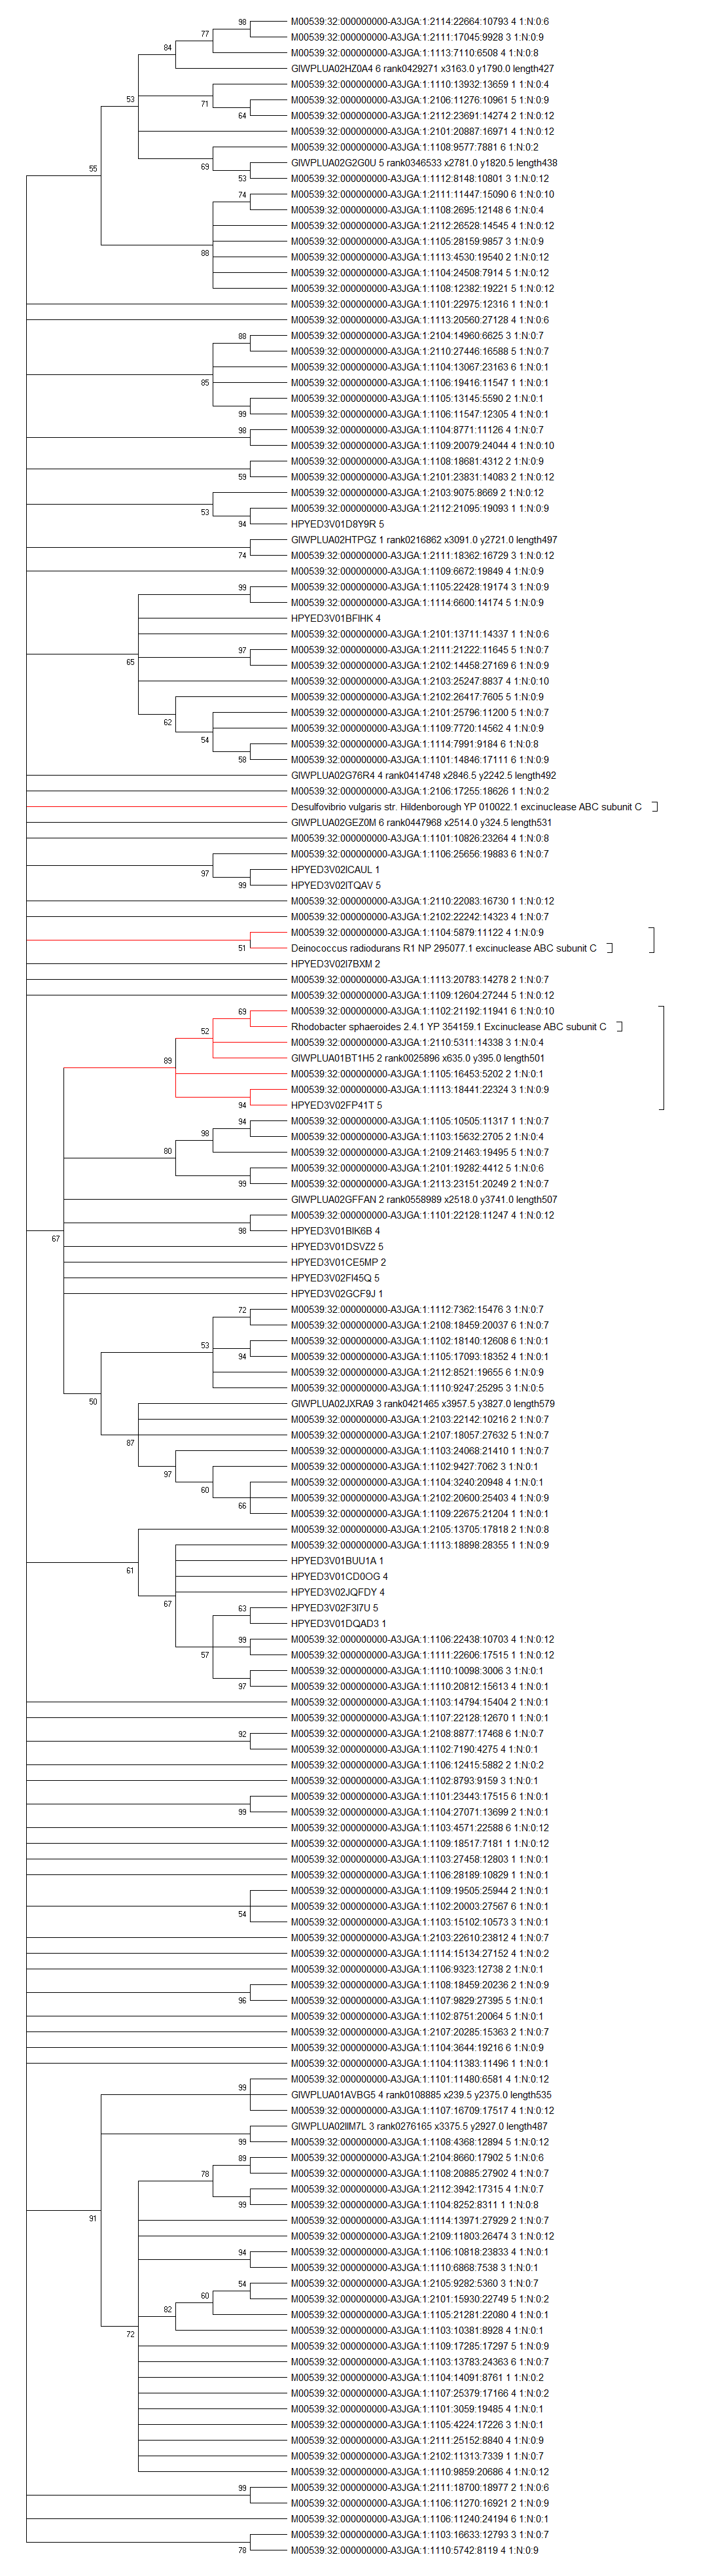 98
M00539:32:000000000-A3JGA:1:2114:22664:10793 4 1:N:0:6
77
M00539:32:000000000-A3JGA:1:2111:17045:9928 3 1:N:0:9
84
M00539:32:000000000-A3JGA:1:1113:7110:6508 4 1:N:0:8
GIWPLUA02HZ0A4 6 rank0429271 x3163.0 y1790.0 length427
53
M00539:32:000000000-A3JGA:1:1110:13932:13659 1 1:N:0:4
71
M00539:32:000000000-A3JGA:1:2106:11276:10961 5 1:N:0:9
64
M00539:32:000000000-A3JGA:1:2112:23691:14274 2 1:N:0:12
M00539:32:000000000-A3JGA:1:2101:20887:16971 4 1:N:0:12
M00539:32:000000000-A3JGA:1:1108:9577:7881 6 1:N:0:2
55
69
GIWPLUA02G2G0U 5 rank0346533 x2781.0 y1820.5 length438
53
M00539:32:000000000-A3JGA:1:1112:8148:10801 3 1:N:0:12
74
M00539:32:000000000-A3JGA:1:2111:11447:15090 6 1:N:0:10
M00539:32:000000000-A3JGA:1:1108:2695:12148 6 1:N:0:4
M00539:32:000000000-A3JGA:1:2112:26528:14545 4 1:N:0:12
M00539:32:000000000-A3JGA:1:1105:28159:9857 3 1:N:0:9
88
M00539:32:000000000-A3JGA:1:1113:4530:19540 2 1:N:0:12
M00539:32:000000000-A3JGA:1:1104:24508:7914 5 1:N:0:12
M00539:32:000000000-A3JGA:1:1108:12382:19221 5 1:N:0:12
M00539:32:000000000-A3JGA:1:1101:22975:12316 1 1:N:0:1
M00539:32:000000000-A3JGA:1:1113:20560:27128 4 1:N:0:6
88
M00539:32:000000000-A3JGA:1:2104:14960:6625 3 1:N:0:7
M00539:32:000000000-A3JGA:1:2110:27446:16588 5 1:N:0:7
M00539:32:000000000-A3JGA:1:1104:13067:23163 6 1:N:0:1
85
M00539:32:000000000-A3JGA:1:1106:19416:11547 1 1:N:0:1
M00539:32:000000000-A3JGA:1:1105:13145:5590 2 1:N:0:1
99
M00539:32:000000000-A3JGA:1:1106:11547:12305 4 1:N:0:1
98
M00539:32:000000000-A3JGA:1:1104:8771:11126 4 1:N:0:7
M00539:32:000000000-A3JGA:1:1109:20079:24044 4 1:N:0:10
M00539:32:000000000-A3JGA:1:1108:18681:4312 2 1:N:0:9
59
M00539:32:000000000-A3JGA:1:2101:23831:14083 2 1:N:0:12
M00539:32:000000000-A3JGA:1:2103:9075:8669 2 1:N:0:12
53
M00539:32:000000000-A3JGA:1:2112:21095:19093 1 1:N:0:9
94
HPYED3V01D8Y9R 5
GIWPLUA02HTPGZ 1 rank0216862 x3091.0 y2721.0 length497
74
M00539:32:000000000-A3JGA:1:2111:18362:16729 3 1:N:0:12
M00539:32:000000000-A3JGA:1:1109:6672:19849 4 1:N:0:9
99
M00539:32:000000000-A3JGA:1:1105:22428:19174 3 1:N:0:9
M00539:32:000000000-A3JGA:1:1114:6600:14174 5 1:N:0:9
HPYED3V01BFIHK 4
M00539:32:000000000-A3JGA:1:2101:13711:14337 1 1:N:0:6
97
M00539:32:000000000-A3JGA:1:2111:21222:11645 5 1:N:0:7
65
M00539:32:000000000-A3JGA:1:2102:14458:27169 6 1:N:0:9
M00539:32:000000000-A3JGA:1:2103:25247:8837 4 1:N:0:10
M00539:32:000000000-A3JGA:1:2102:26417:7605 5 1:N:0:9
M00539:32:000000000-A3JGA:1:2101:25796:11200 5 1:N:0:7
62
M00539:32:000000000-A3JGA:1:1109:7720:14562 4 1:N:0:9
54
M00539:32:000000000-A3JGA:1:1114:7991:9184 6 1:N:0:8
58
M00539:32:000000000-A3JGA:1:1101:14846:17111 6 1:N:0:9
GIWPLUA02G76R4 4 rank0414748 x2846.5 y2242.5 length492
M00539:32:000000000-A3JGA:1:2106:17255:18626 1 1:N:0:2
Desulfovibrio vulgaris str. Hildenborough YP 010022.1 excinuclease ABC subunit C
GIWPLUA02GEZ0M 6 rank0447968 x2514.0 y324.5 length531
M00539:32:000000000-A3JGA:1:1101:10826:23264 4 1:N:0:8
M00539:32:000000000-A3JGA:1:1106:25656:19883 6 1:N:0:7
97
HPYED3V02ICAUL 1
99
HPYED3V02ITQAV 5
M00539:32:000000000-A3JGA:1:2110:22083:16730 1 1:N:0:12
M00539:32:000000000-A3JGA:1:2102:22242:14323 4 1:N:0:7
M00539:32:000000000-A3JGA:1:1104:5879:11122 4 1:N:0:9
51
Deinococcus radiodurans R1 NP 295077.1 excinuclease ABC subunit C
HPYED3V02I7BXM 2
M00539:32:000000000-A3JGA:1:1113:20783:14278 2 1:N:0:7
M00539:32:000000000-A3JGA:1:1109:12604:27244 5 1:N:0:12
69
M00539:32:000000000-A3JGA:1:1102:21192:11941 6 1:N:0:10
52
Rhodobacter sphaeroides 2.4.1 YP 354159.1 Excinuclease ABC subunit C
M00539:32:000000000-A3JGA:1:2110:5311:14338 3 1:N:0:4
89
GIWPLUA01BT1H5 2 rank0025896 x635.0 y395.0 length501
M00539:32:000000000-A3JGA:1:1105:16453:5202 2 1:N:0:1
M00539:32:000000000-A3JGA:1:1113:18441:22324 3 1:N:0:9
94
HPYED3V02FP41T 5
94
M00539:32:000000000-A3JGA:1:1105:10505:11317 1 1:N:0:7
98
M00539:32:000000000-A3JGA:1:1103:15632:2705 2 1:N:0:4
80
M00539:32:000000000-A3JGA:1:2109:21463:19495 5 1:N:0:7
M00539:32:000000000-A3JGA:1:2101:19282:4412 5 1:N:0:6
99
M00539:32:000000000-A3JGA:1:2113:23151:20249 2 1:N:0:7
GIWPLUA02GFFAN 2 rank0558989 x2518.0 y3741.0 length507
M00539:32:000000000-A3JGA:1:1101:22128:11247 4 1:N:0:12
67
98
HPYED3V01BIK6B 4
HPYED3V01DSVZ2 5
HPYED3V01CE5MP 2
HPYED3V02FI45Q 5
HPYED3V02GCF9J 1
72
M00539:32:000000000-A3JGA:1:1112:7362:15476 3 1:N:0:7
M00539:32:000000000-A3JGA:1:2108:18459:20037 6 1:N:0:7
53
M00539:32:000000000-A3JGA:1:1102:18140:12608 6 1:N:0:1
94
M00539:32:000000000-A3JGA:1:1105:17093:18352 4 1:N:0:1
M00539:32:000000000-A3JGA:1:2112:8521:19655 6 1:N:0:9
M00539:32:000000000-A3JGA:1:1110:9247:25295 3 1:N:0:5
50
GIWPLUA02JXRA9 3 rank0421465 x3957.5 y3827.0 length579
M00539:32:000000000-A3JGA:1:2103:22142:10216 2 1:N:0:7
M00539:32:000000000-A3JGA:1:2107:18057:27632 5 1:N:0:7
87
M00539:32:000000000-A3JGA:1:1103:24068:21410 1 1:N:0:7
M00539:32:000000000-A3JGA:1:1102:9427:7062 3 1:N:0:1
97
M00539:32:000000000-A3JGA:1:1104:3240:20948 4 1:N:0:1
60
M00539:32:000000000-A3JGA:1:2102:20600:25403 4 1:N:0:9
66
M00539:32:000000000-A3JGA:1:1109:22675:21204 1 1:N:0:1
M00539:32:000000000-A3JGA:1:2105:13705:17818 2 1:N:0:8
M00539:32:000000000-A3JGA:1:1113:18898:28355 1 1:N:0:9
HPYED3V01BUU1A 1
61
HPYED3V01CD0OG 4
HPYED3V02JQFDY 4
67
63
HPYED3V02F3I7U 5
HPYED3V01DQAD3 1
99
M00539:32:000000000-A3JGA:1:1106:22438:10703 4 1:N:0:12
57
M00539:32:000000000-A3JGA:1:1111:22606:17515 1 1:N:0:12
M00539:32:000000000-A3JGA:1:1110:10098:3006 3 1:N:0:1
97
M00539:32:000000000-A3JGA:1:1110:20812:15613 4 1:N:0:1
M00539:32:000000000-A3JGA:1:1103:14794:15404 2 1:N:0:1
M00539:32:000000000-A3JGA:1:1107:22128:12670 1 1:N:0:1
92
M00539:32:000000000-A3JGA:1:2108:8877:17468 6 1:N:0:7
M00539:32:000000000-A3JGA:1:1102:7190:4275 4 1:N:0:1
M00539:32:000000000-A3JGA:1:1106:12415:5882 2 1:N:0:2
M00539:32:000000000-A3JGA:1:1102:8793:9159 3 1:N:0:1
M00539:32:000000000-A3JGA:1:1101:23443:17515 6 1:N:0:1
99
M00539:32:000000000-A3JGA:1:1104:27071:13699 2 1:N:0:1
M00539:32:000000000-A3JGA:1:1103:4571:22588 6 1:N:0:12
M00539:32:000000000-A3JGA:1:1109:18517:7181 1 1:N:0:12
M00539:32:000000000-A3JGA:1:1103:27458:12803 1 1:N:0:1
M00539:32:000000000-A3JGA:1:1106:28189:10829 1 1:N:0:1
M00539:32:000000000-A3JGA:1:1109:19505:25944 2 1:N:0:1
M00539:32:000000000-A3JGA:1:1102:20003:27567 6 1:N:0:1
54
M00539:32:000000000-A3JGA:1:1103:15102:10573 3 1:N:0:1
M00539:32:000000000-A3JGA:1:2103:22610:23812 4 1:N:0:7
M00539:32:000000000-A3JGA:1:1114:15134:27152 4 1:N:0:2
M00539:32:000000000-A3JGA:1:1106:9323:12738 2 1:N:0:1
M00539:32:000000000-A3JGA:1:1108:18459:20236 2 1:N:0:9
96
M00539:32:000000000-A3JGA:1:1107:9829:27395 5 1:N:0:1
M00539:32:000000000-A3JGA:1:1102:8751:20064 5 1:N:0:1
M00539:32:000000000-A3JGA:1:2107:20285:15363 2 1:N:0:7
M00539:32:000000000-A3JGA:1:1104:3644:19216 6 1:N:0:9
M00539:32:000000000-A3JGA:1:1104:11383:11496 1 1:N:0:1
M00539:32:000000000-A3JGA:1:1101:11480:6581 4 1:N:0:12
99
GIWPLUA01AVBG5 4 rank0108885 x239.5 y2375.0 length535
M00539:32:000000000-A3JGA:1:1107:16709:17517 4 1:N:0:12
GIWPLUA02IIM7L 3 rank0276165 x3375.5 y2927.0 length487
99
M00539:32:000000000-A3JGA:1:1108:4368:12894 5 1:N:0:12
89
M00539:32:000000000-A3JGA:1:2104:8660:17902 5 1:N:0:6
78
M00539:32:000000000-A3JGA:1:1108:20885:27902 4 1:N:0:7
M00539:32:000000000-A3JGA:1:2112:3942:17315 4 1:N:0:7
99
M00539:32:000000000-A3JGA:1:1104:8252:8311 1 1:N:0:8
91
M00539:32:000000000-A3JGA:1:1114:13971:27929 2 1:N:0:7
M00539:32:000000000-A3JGA:1:2109:11803:26474 3 1:N:0:12
94
M00539:32:000000000-A3JGA:1:1106:10818:23833 4 1:N:0:1
M00539:32:000000000-A3JGA:1:1110:6868:7538 3 1:N:0:1
54
M00539:32:000000000-A3JGA:1:2105:9282:5360 3 1:N:0:7
60
M00539:32:000000000-A3JGA:1:2101:15930:22749 5 1:N:0:2
82
M00539:32:000000000-A3JGA:1:1105:21281:22080 4 1:N:0:1
M00539:32:000000000-A3JGA:1:1103:10381:8928 4 1:N:0:1
72
M00539:32:000000000-A3JGA:1:1109:17285:17297 5 1:N:0:9
M00539:32:000000000-A3JGA:1:1103:13783:24363 6 1:N:0:7
M00539:32:000000000-A3JGA:1:1104:14091:8761 1 1:N:0:2
M00539:32:000000000-A3JGA:1:1107:25379:17166 4 1:N:0:2
M00539:32:000000000-A3JGA:1:1101:3059:19485 4 1:N:0:1
M00539:32:000000000-A3JGA:1:1105:4224:17226 3 1:N:0:1
M00539:32:000000000-A3JGA:1:2111:25152:8840 4 1:N:0:9
M00539:32:000000000-A3JGA:1:2102:11313:7339 1 1:N:0:7
M00539:32:000000000-A3JGA:1:1110:9859:20686 4 1:N:0:12
99
M00539:32:000000000-A3JGA:1:2111:18700:18977 2 1:N:0:6
M00539:32:000000000-A3JGA:1:1106:11270:16921 2 1:N:0:9
M00539:32:000000000-A3JGA:1:1106:11240:24194 6 1:N:0:1
M00539:32:000000000-A3JGA:1:1103:16633:12793 3 1:N:0:7
78
M00539:32:000000000-A3JGA:1:1110:5742:8119 4 1:N:0:9